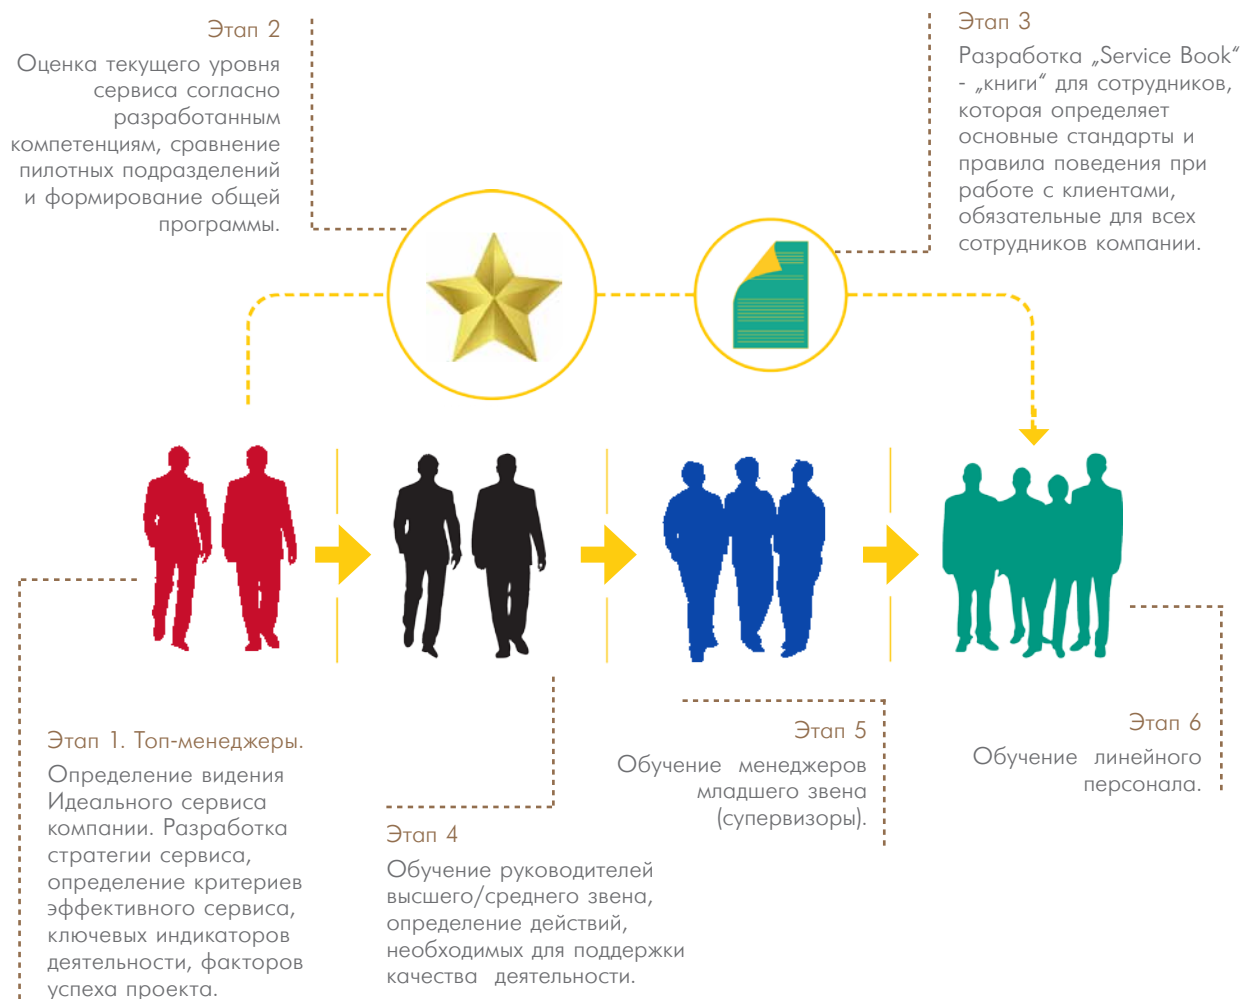 Этап 2
Оценка текущего уровня
сервиса согласно
разработанным
компетенциям, сравнение
пилотных подразделений
и формирование общей
программы.
Этап 3
Разработка „Service Book“
- „книги“ для сотрудников,
которая определяет
основные стандарты и
правила поведения при
работе с клиентами,
обязательные для всех
сотрудников компании.
Этап 1. Топ-менеджеры.
Определение видения
Идеального сервиса
компании. Разработка
стратегии сервиса,
определение критериев
эффективного сервиса,
ключевых индикаторов
деятельности, факторов
успеха проекта.
Этап 4
Обучение руководителей
высшего/среднего звена,
определение действий,
необходимых для поддержки
качества деятельности.
Этап 5
Обучение менеджеров
младшего звена
(супервизоры).
Этап 6
Обучение линейного
персонала.